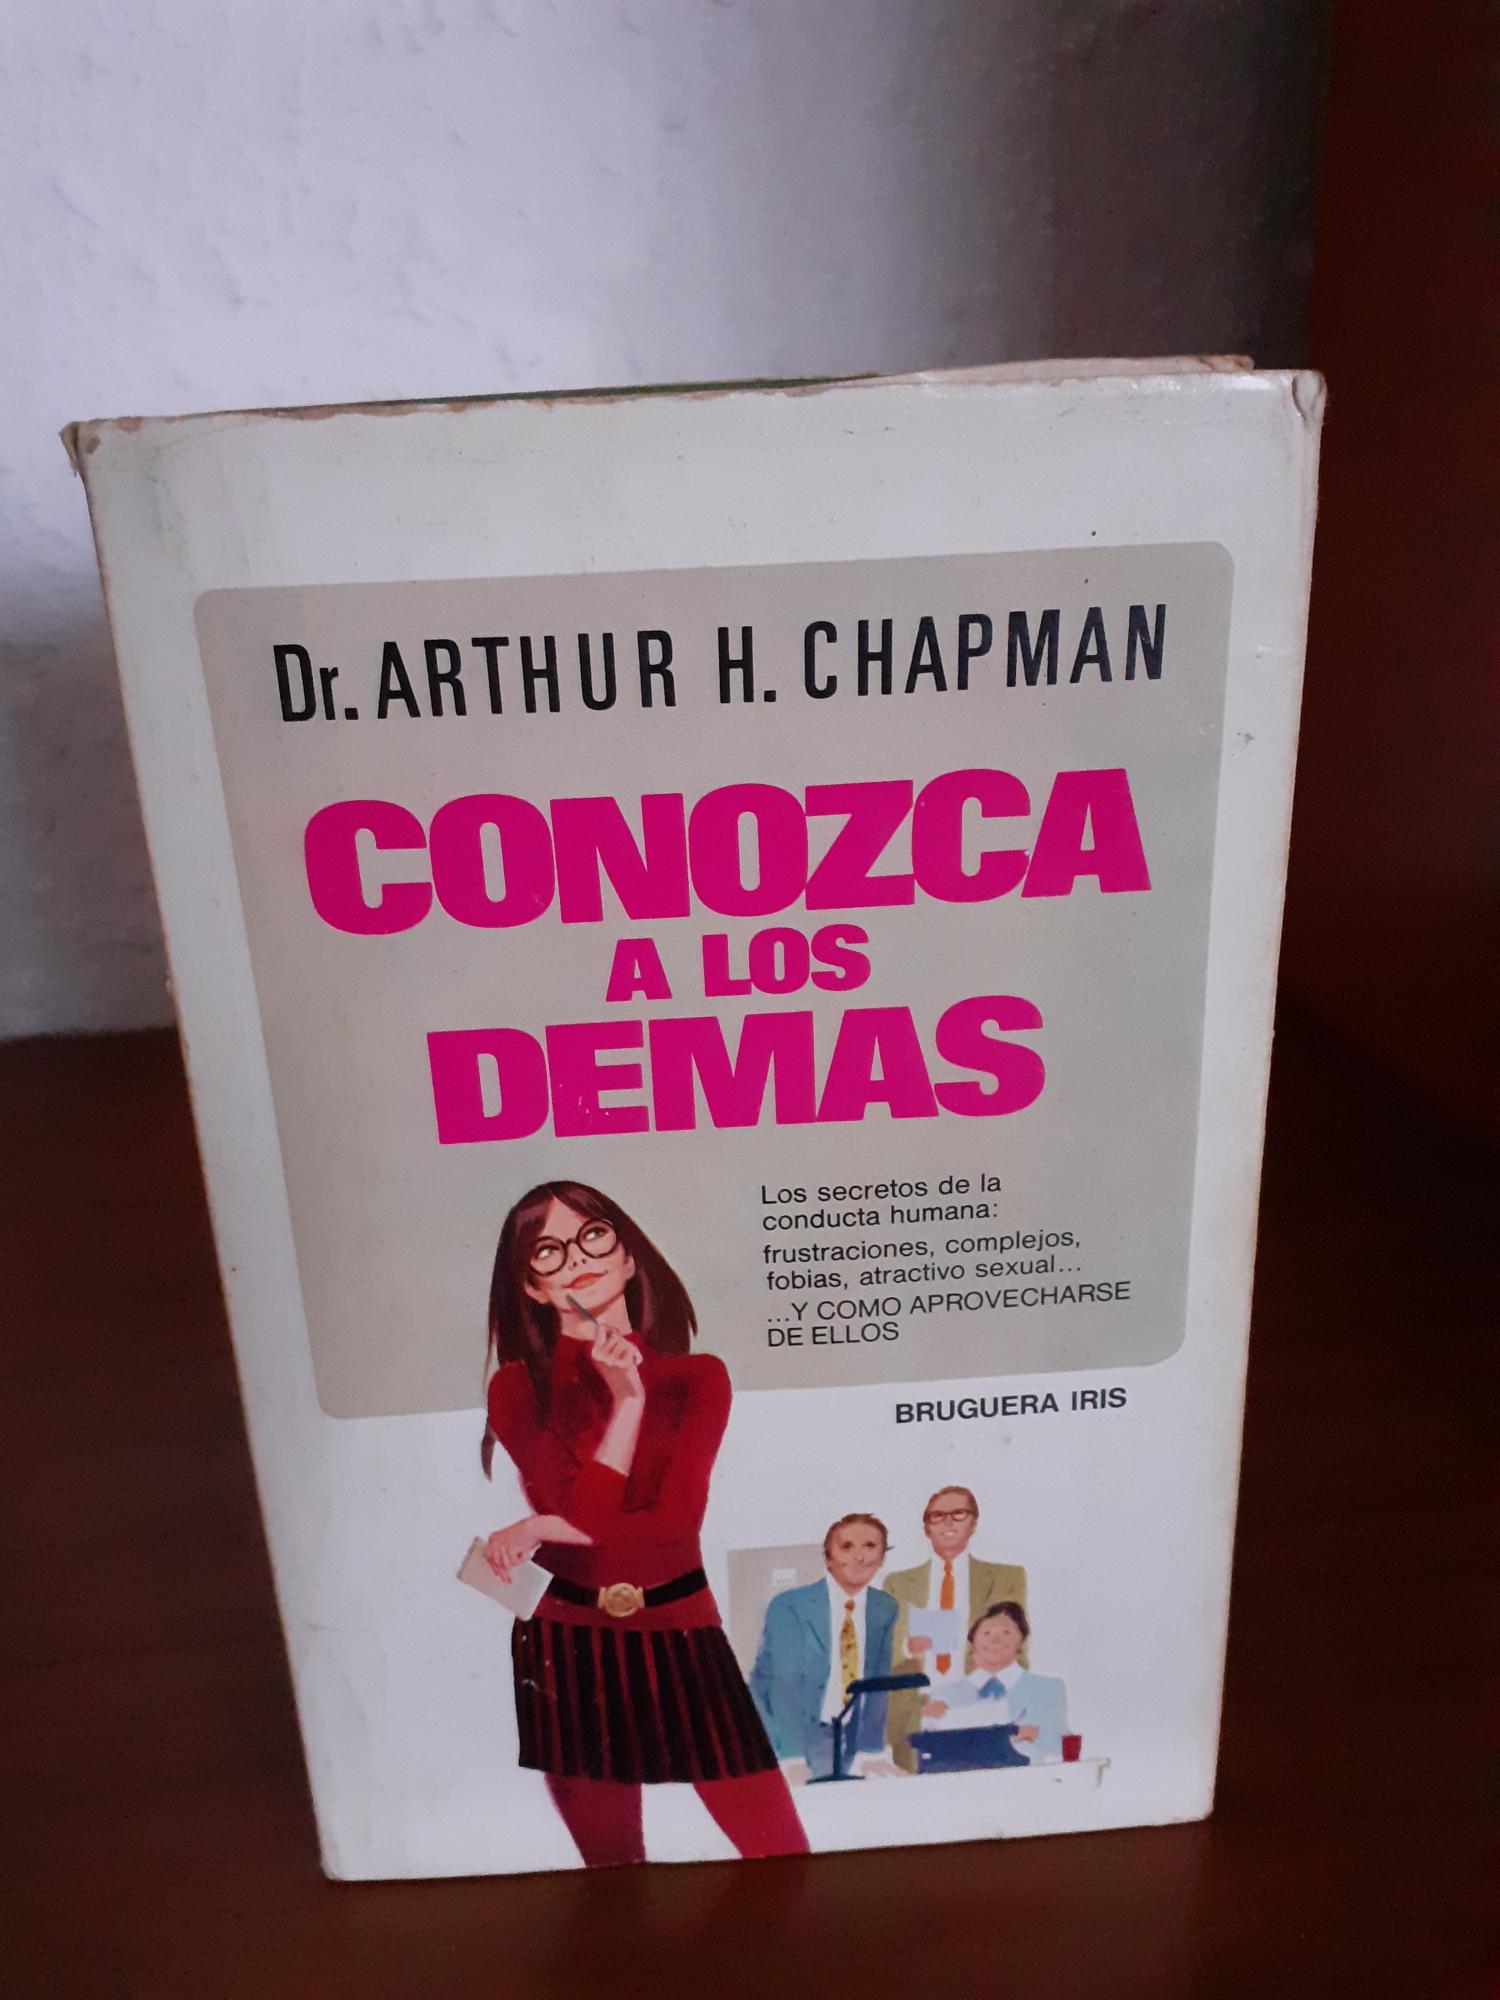 Dr. ARTHUR H. CHAPMAN
CONOZCA
A LOS
DEMAS
Los secretos de la
conducta humana:
frustraciones, complejos,
fobias, atractivo sexual...
...Y COMO APROVECHARSE
DE ELLOS
BRUGUERA IRIS